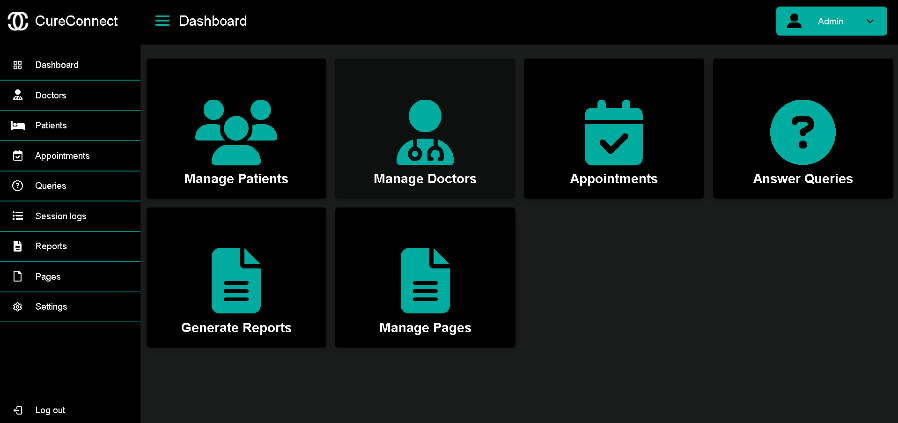 CureConnect
Dashboard
Admin
Dashboard
Doctors
Patients
Appointments
Queries
Session logs
Reports
Pages
Settings
Log out
Manage Patients
Manage Doctors
Appointments
Answer Queries
Generate Reports
Manage Pages